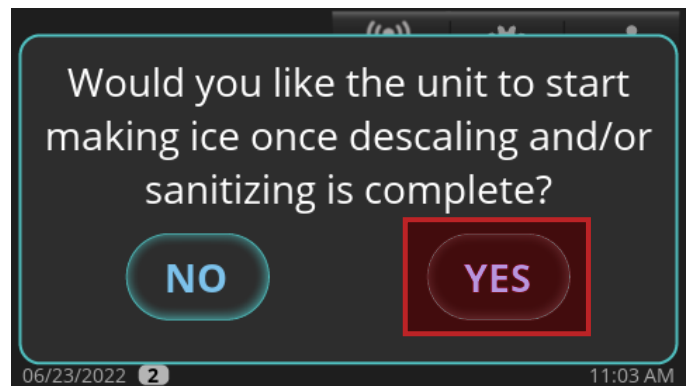 Would you like the unit to start
making ice once descaling and/or
sanitizing is complete?
NO YES
06/23/2022 2 11:03 AM